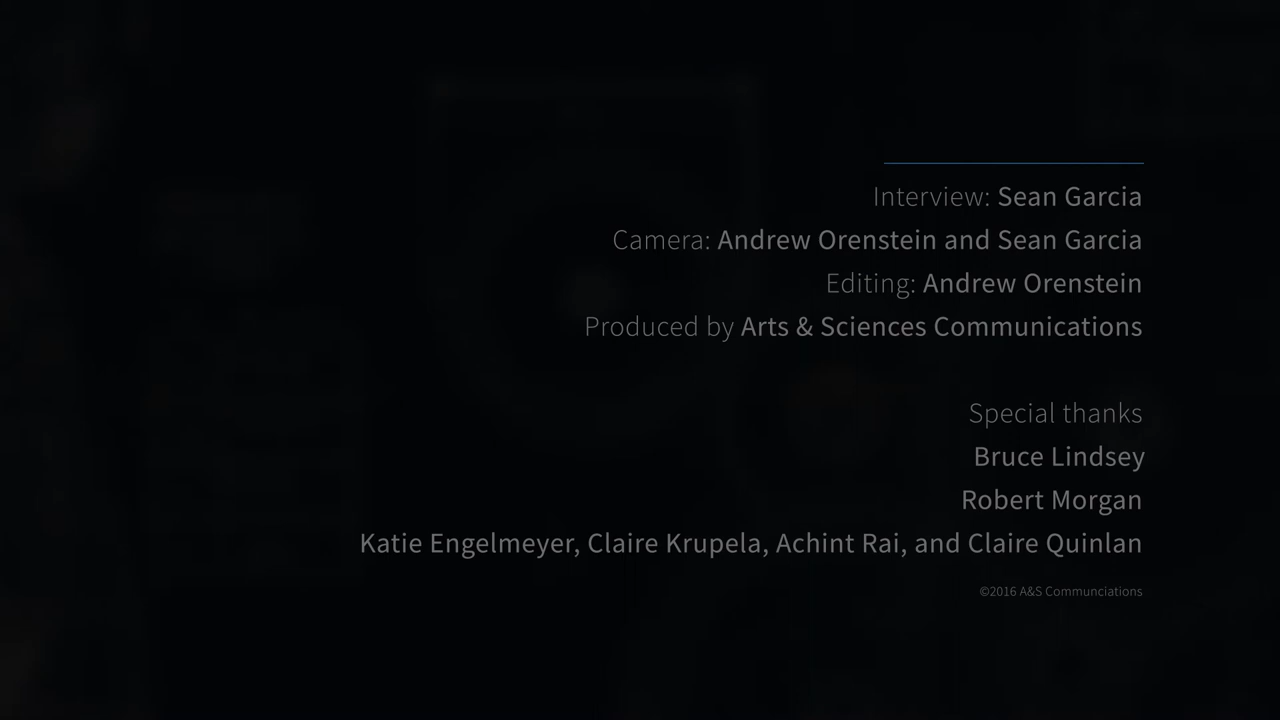 Interview: Sean Garcia
Camera: Andrew Orenstein and Sean Garcia
Editing: Andrew Orenstein
Produced by Arts & Sciences Communications
Special thanks
Bruce Lindsey
Robert Morgan
Katie Engelmeyer, Claire Krupela, Achint Rai, and Claire Quinlan
©2016 A&S Communciations